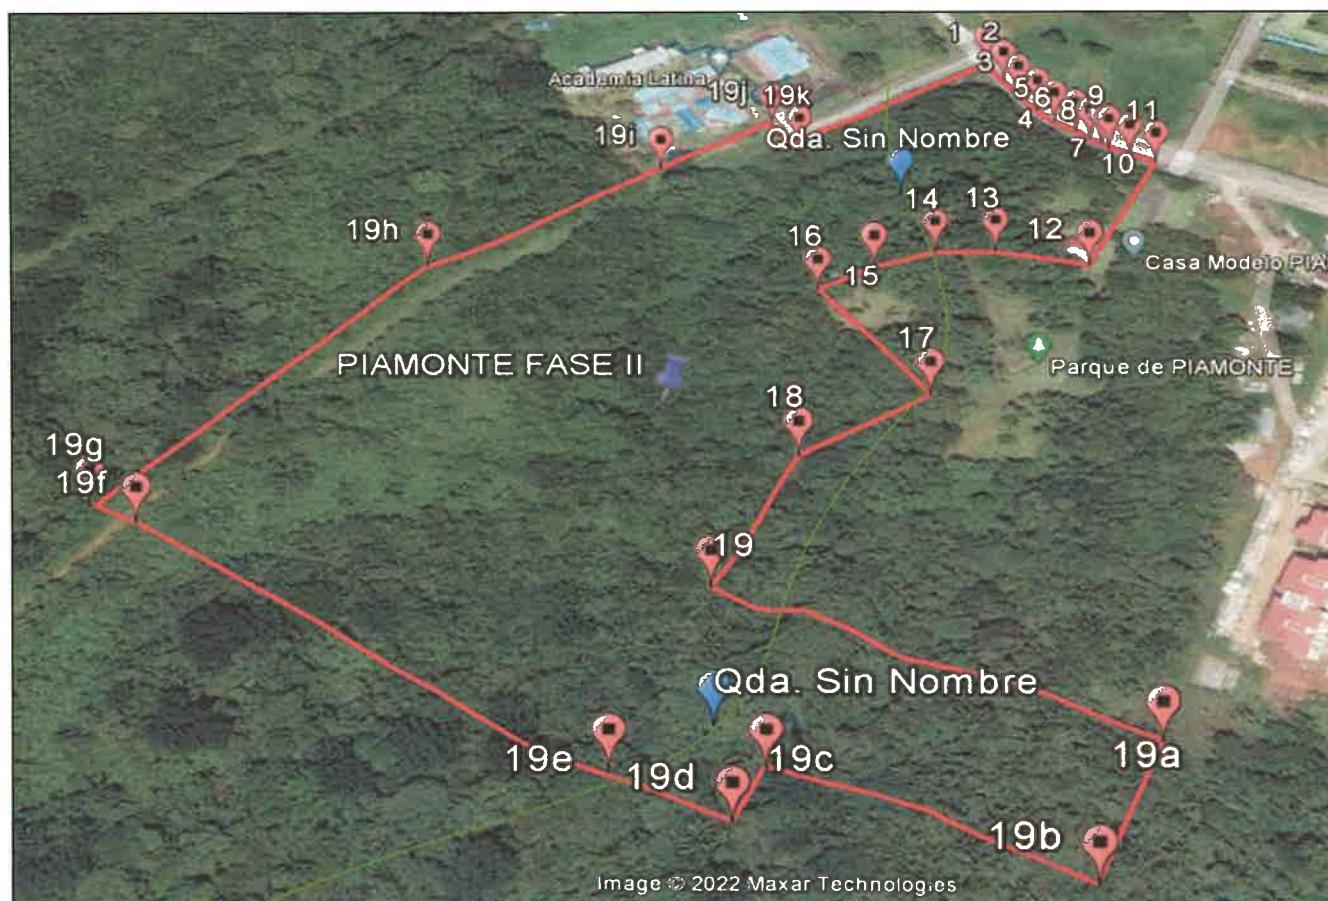 1
2
3
Academia Latina
5
6
9
19j
19k
8
11
4
19i
Qda. Sin Nombre
7
10
14
13
12
19h
16
15
Casa Modelo PIA
17
PIAMONTE FASE II
Parque de PIAMONTE
18
19g
19f
19
Qda. Sin Nombre
19e
19d
19c
19a
19b
Image © 2022 Maxar Technologies